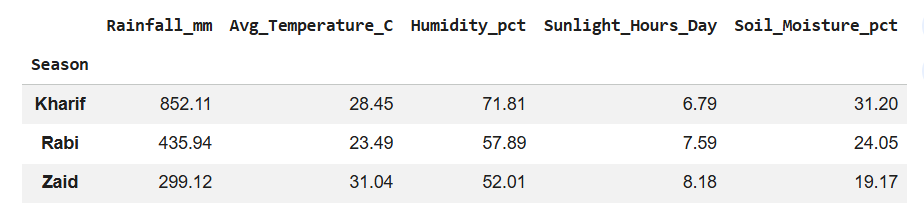 Rainfall_mm Avg_Temperature_C Humidity_pct Sunlight_Hours_Day Soil_Moisture_pct
Season
Kharif 852.11 28.45 71.81 6.79 31.20
Rabi 435.94 23.49 57.89 7.59 24.05
Zaid 299.12 31.04 52.01 8.18 19.17